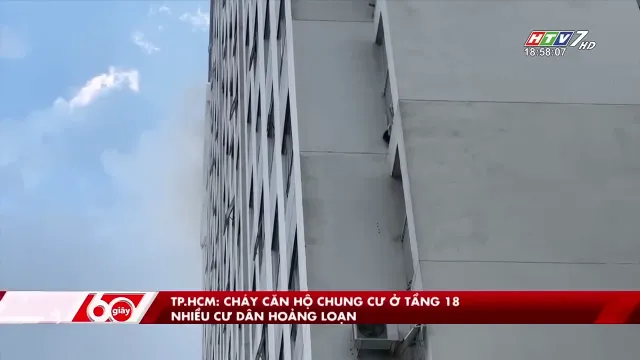 HTV7 HD
18:58:07
60 giây
TP.HCM: CHÁY CĂN HỘ CHUNG CƯ Ở TẦNG 18
NHIỀU CƯ DÂN HOẢNG LOẠN